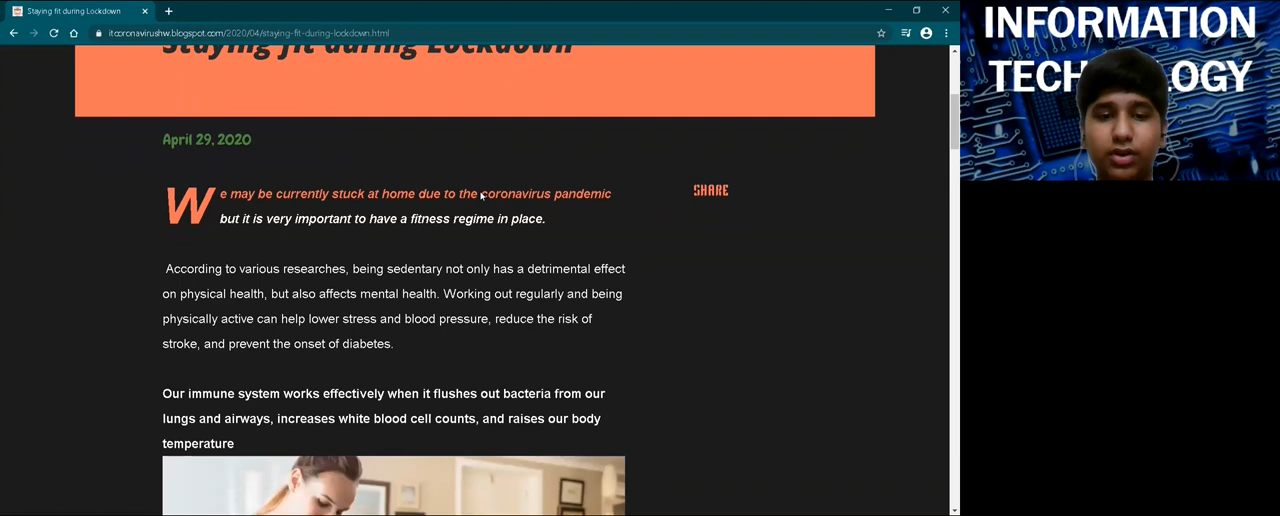 Staying fit during Lockdown
itcoronavirushw.blogspot.com/2020/04/staying-fit-during-lockdown.html
INFORMATION
Staying fit during Lockdown
April 29, 2020
We may be currently stuck at home due to the coronavirus pandemic
but it is very important to have a fitness regime in place.
SHARE
According to various researches, being sedentary not only has a detrimental effect
on physical health, but also affects mental health. Working out regularly and being
physically active can help lower stress and blood pressure, reduce the risk of
stroke, and prevent the onset of diabetes.
Our immune system works effectively when it flushes out bacteria from our
lungs and airways, increases white blood cell counts, and raises our body
temperature